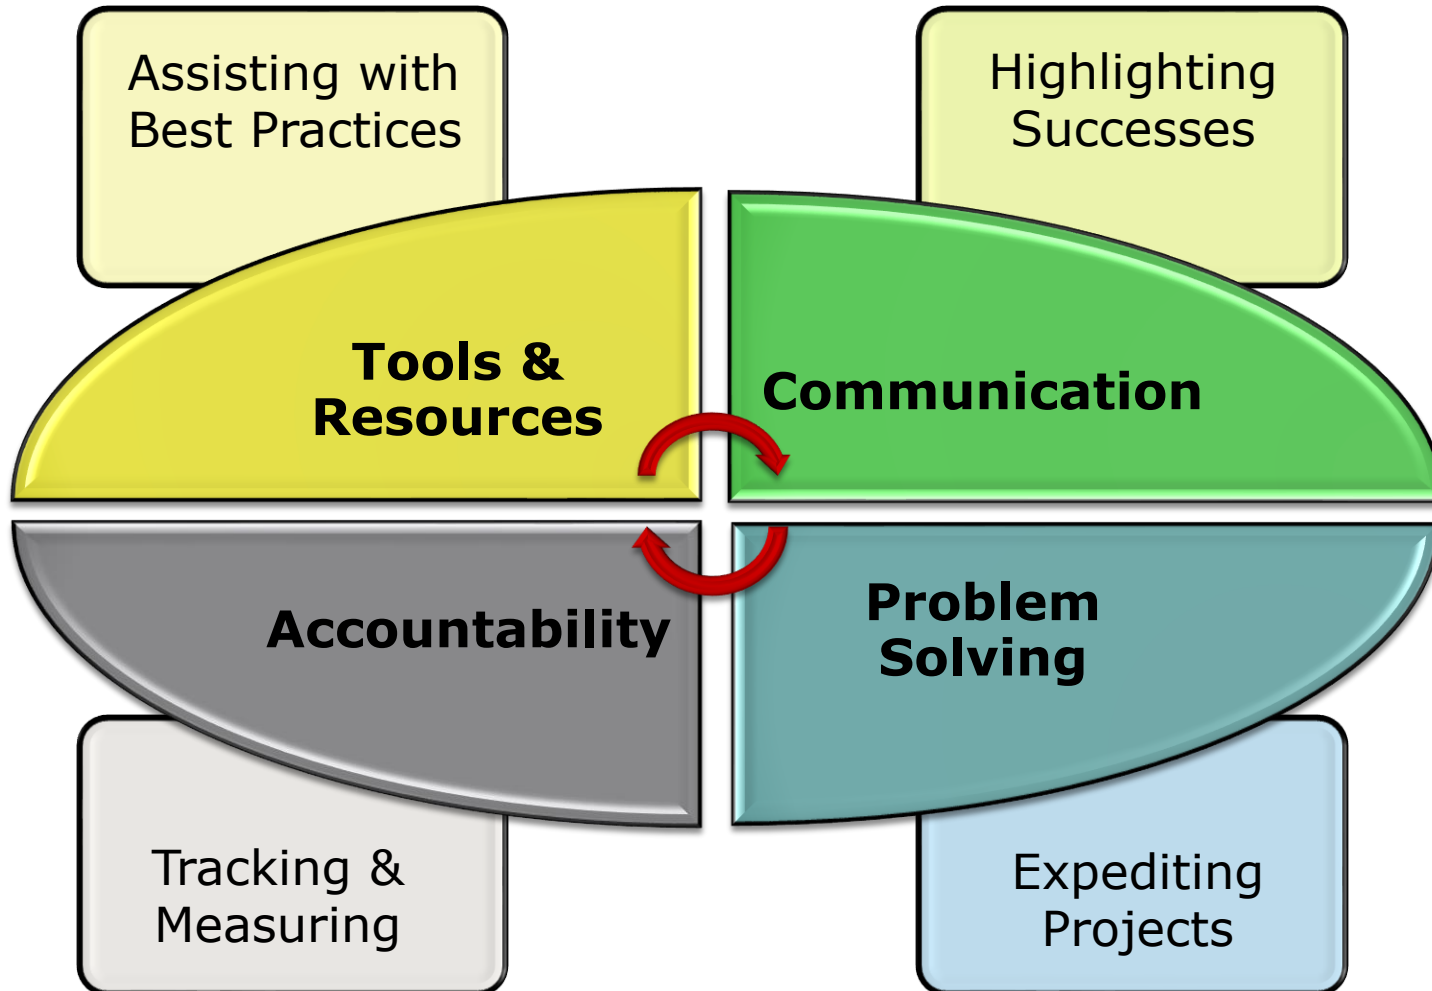 Assisting with
Best Practices
Highlighting
Successes
Tools &
Resources
Communication
Accountability
Problem
Solving
Tracking &
Measuring
Expediting
Projects